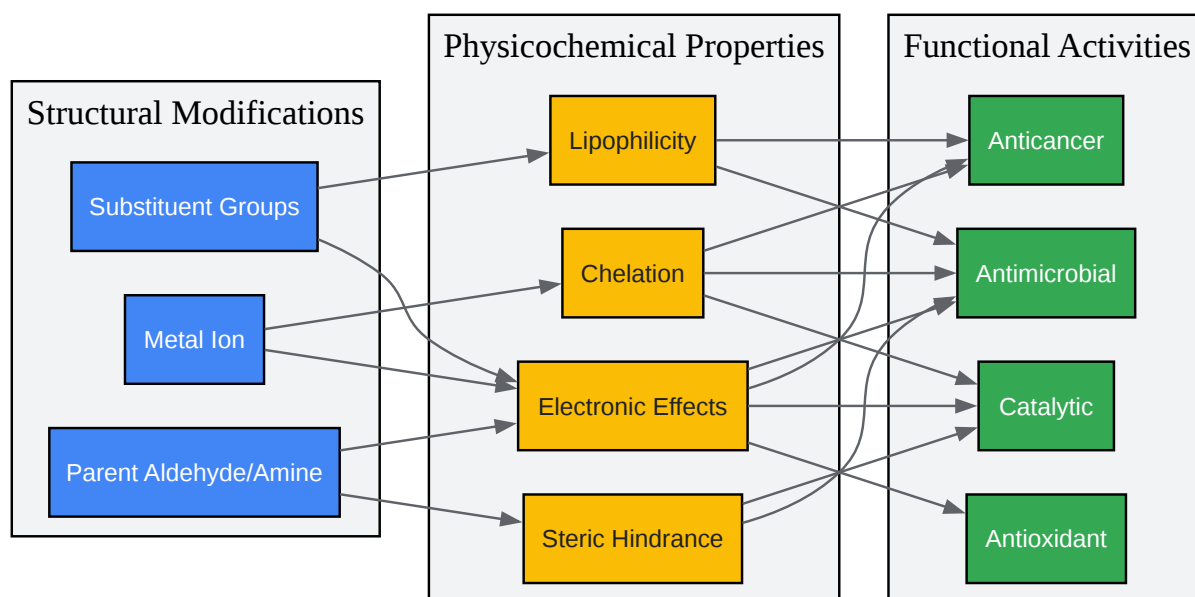 Structural Modifications
Substituent Groups
Metal Ion
Parent Aldehyde/Amine
Physicochemical Properties
Lipophilicity
Chelation
Electronic Effects
Steric Hindrance
Functional Activities
Anticancer
Antimicrobial
Catalytic
Antioxidant